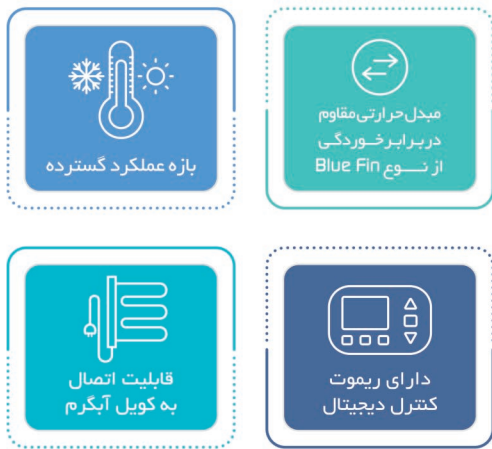 مبدل حرارتی مقاوم
در برابر خوردگی
از نوع Blue Fin
بازه عملکرد گسترده
دارای ریموت
کنترل دیجیتال
قابلیت اتصال
به کویل آبگرم